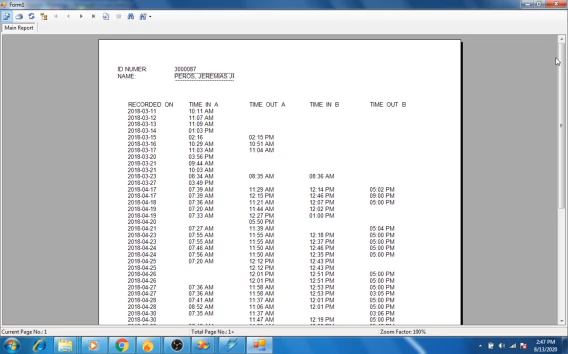 Form1
Main Report
ID NUMER: 3000087
NAME: PEROS, JEREMIAS JI
RECORDED ON TIME IN A TIME OUT A TIME IN B TIME OUT B
2018-03-11 10:11 AM
2018-03-12 11:07 AM
2018-03-13 11:09 AM
2018-03-14 01:03 PM
2018-03-15 02:16 02:15 PM
2018-03-16 10:29 AM 10:51 AM
2018-03-17 11:03 AM 11:04 AM
2018-03-20 03:56 PM
2018-03-21 09:44 AM
2018-03-21 10:03 AM
2018-03-23 08:34 AM 08:35 AM 08:36 AM
2018-03-27 03:49 PM
2018-04-17 07:39 AM 11:29 AM 12:14 PM 05:02 PM
2018-04-17 07:39 AM 12:15 PM 12:46 PM 09:00 PM
2018-04-18 07:36 AM 11:21 AM 12:07 PM 05:00 PM
2018-04-19 07:20 AM 11:44 AM 12:02 PM
2018-04-19 07:33 AM 12:27 PM 01:00 PM
2018-04-20 05:50 PM
2018-04-21 07:27 AM 11:39 AM 05:04 PM
2018-04-23 07:55 AM 11:55 AM 12:18 PM 05:00 PM
2018-04-23 07:55 AM 11:55 AM 12:37 PM 05:00 PM
2018-04-24 07:46 AM 11:50 AM 12:46 PM 05:00 PM
2018-04-24 07:56 AM 11:50 AM 12:35 PM 05:00 PM
2018-04-25 07:20 AM 12:12 PM 12:43 PM
2018-04-25 12:12 PM 12:43 PM
2018-04-26 12:01 PM 12:51 PM 05:00 PM
2018-04-26 12:01 PM 12:51 PM 05:00 PM
2018-04-27 07:36 AM 11:58 AM 12:53 PM 05:00 PM
2018-04-27 07:36 AM 11:58 AM 12:53 PM 03:05 PM
2018-04-28 07:41 AM 11:37 AM 12:01 PM 05:00 PM
2018-04-28 08:52 AM 11:06 AM 12:01 PM 05:00 PM
2018-04-30 07:35 AM 11:37 AM 03:06 PM
11:47 AM 12:19 PM 05:00 PM
Current Page No.: 1 Total Page No.: 1+ Zoom Factor: 100%
2:47 PM
8/13/2020